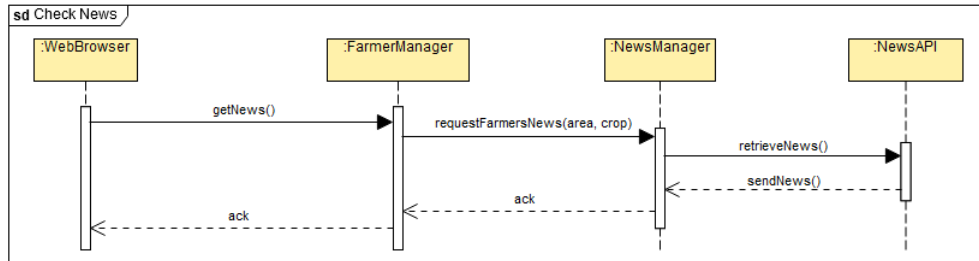 sd Check News
:WebBrowser
:FarmerManager
:NewsManager
:NewsAPI
getNews()
requestFarmersNews(area, crop)
retrieveNews()
sendNews()
ack
ack